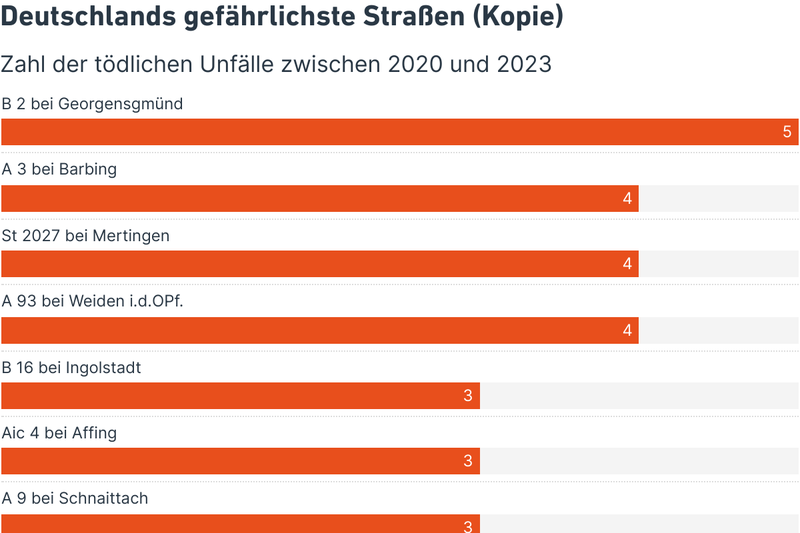 Deutschlands gefährlichste Straßen (Kopie)
Zahl der tödlichen Unfälle zwischen 2020 und 2023
B 2 bei Georgensgmünd
5
A 3 bei Barbing
4
St 2027 bei Mertingen
4
A 93 bei Weiden i.d.OPf.
4
B 16 bei Ingolstadt
3
Aic 4 bei Affing
3
A 9 bei Schnaittach
3